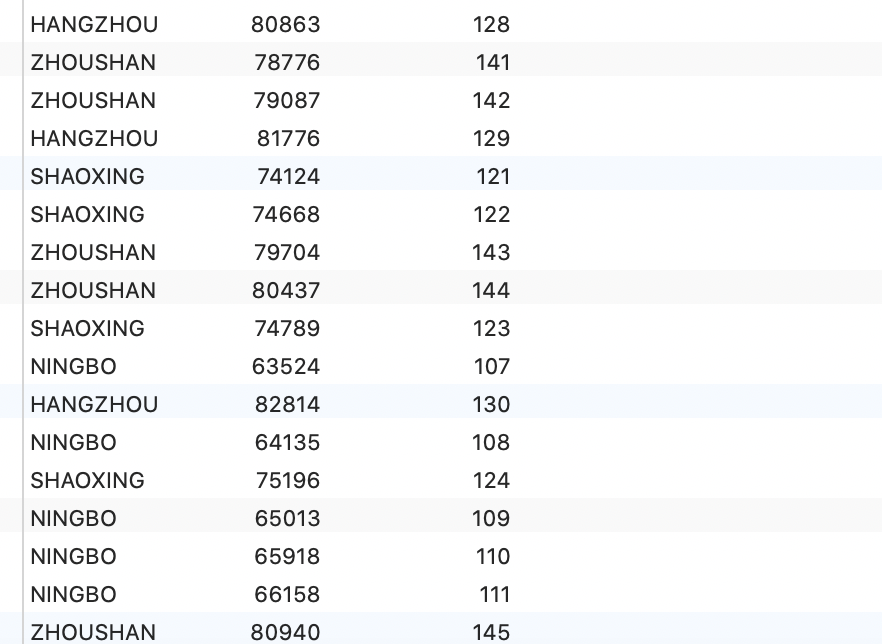 HANGZHOU 80863 128
ZHOUSHAN 78776 141
ZHOUSHAN 79087 142
HANGZHOU 81776 129
SHAOXING 74124 121
SHAOXING 74668 122
ZHOUSHAN 79704 143
ZHOUSHAN 80437 144
SHAOXING 74789 123
NINGBO 63524 107
HANGZHOU 82814 130
NINGBO 64135 108
SHAOXING 75196 124
NINGBO 65013 109
NINGBO 65918 110
NINGBO 66158 111
ZHOUSHAN 80940 145